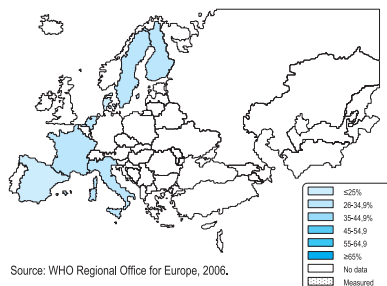 ≤25%
26-34,9%
35-44,9%
45-54,9
55-64,9
≥65%
No data
Measured
Source: WHO Regional Office for Europe, 2006.